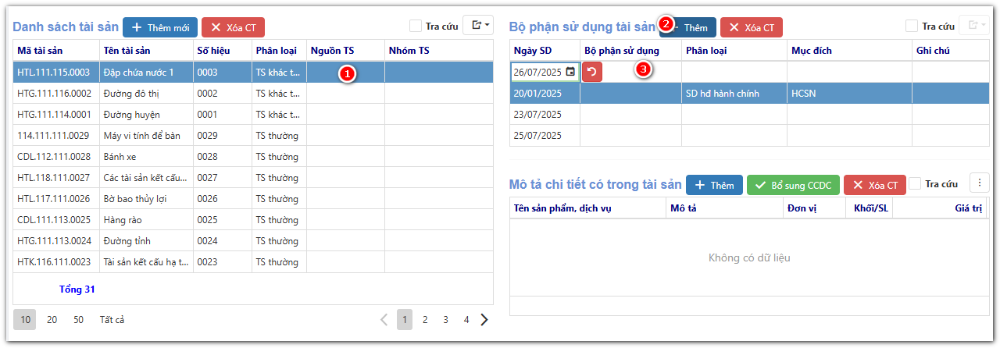 Danh sách tài sản Thêm mới Xóa CT Tra cứu
Mã tài sản Tên tài sản Số hiệu Phân loại Nguồn TS Nhóm TS
HTL.111.115.0003 Đập chứa nước 1 0003 TS khác t... 1
HTG.111.116.0002 Đường đô thị 0002 TS khác t...
HTG.111.114.0001 Đường huyện 0001 TS khác t...
114.111.111.0029 Máy vi tính để bàn 0029 TS thường
CDL.112.111.0028 Bánh xe 0028 TS thường
HTL.118.111.0027 Các tài sản kết cấu... 0027 TS thường
HTL.117.111.0026 Bờ bao thủy lợi 0026 TS thường
CDL.111.113.0025 Hàng rào 0025 TS thường
HTG.111.113.0024 Đường tỉnh 0024 TS thường
HTK.116.111.0023 Tài sản kết cấu hạ t... 0023 TS thường
Tổng 31
10 20 50 Tất cả 1 2 3 4
Bộ phận sử dụng tài sản 2 Thêm Xóa CT Tra cứu
Ngày SD Bộ phận sử dụng Phân loại Mục đích Ghi chú
26/07/2025 3
20/01/2025 SD hđ hành chính HCSN
23/07/2025
25/07/2025
Mô tả chi tiết có trong tài sản Thêm Bổ sung CCDC Xóa CT Tra cứu
Tên sản phẩm, dịch vụ Mô tả Đơn vị Khối/SL Giá trị
Không có dữ liệu